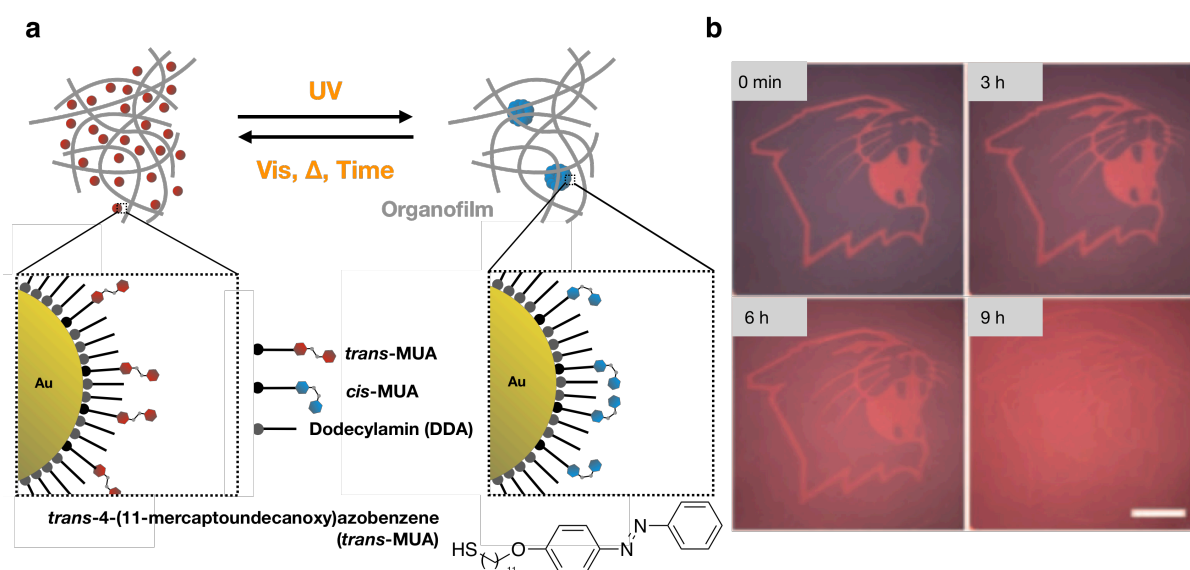 a
UV
Vis, Δ, Time
Organofilm
Au
trans-MUA
cis-MUA
Dodecylamin (DDA)
Au
trans-4-(11-mercaptoundecanoxy)azobenzene
(trans-MUA)
HS
11
O
N
N
b
0 min
3 h
6 h
9 h